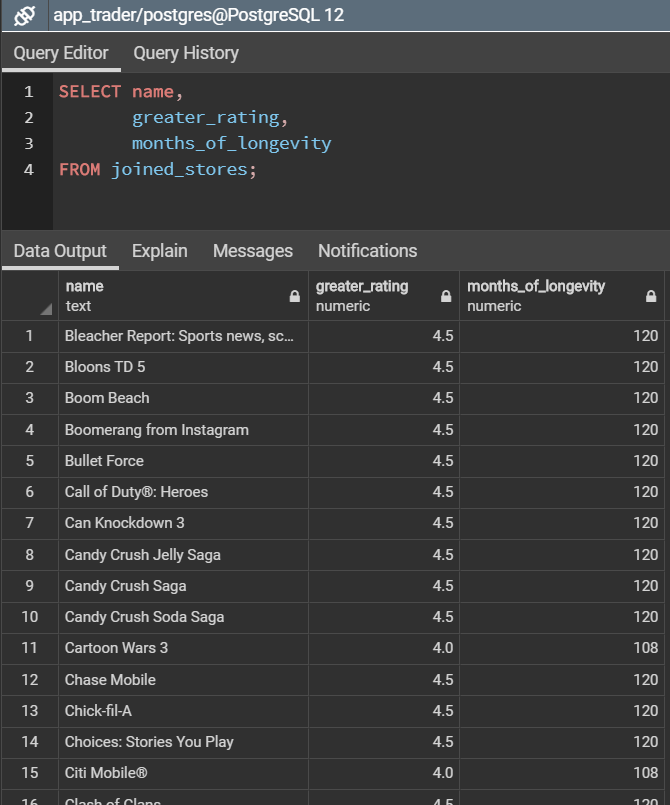 app_trader/postgres@PostgreSQL 12
Query Editor Query History
1 SELECT name,
2 greater_rating,
3 months_of_longevity
4 FROM joined_stores;
Data Output Explain Messages Notifications
name greater_rating months_of_longevity
text numeric numeric
1 Bleacher Report: Sports news, sc... 4.5 120
2 Bloons TD 5 4.5 120
3 Boom Beach 4.5 120
4 Boomerang from Instagram 4.5 120
5 Bullet Force 4.5 120
6 Call of Duty®: Heroes 4.5 120
7 Can Knockdown 3 4.5 120
8 Candy Crush Jelly Saga 4.5 120
9 Candy Crush Saga 4.5 120
10 Candy Crush Soda Saga 4.5 120
11 Cartoon Wars 3 4.0 108
12 Chase Mobile 4.5 120
13 Chick-fil-A 4.5 120
14 Choices: Stories You Play 4.5 120
15 Citi Mobile® 4.0 108
16 Clash of Clans 4.5 120